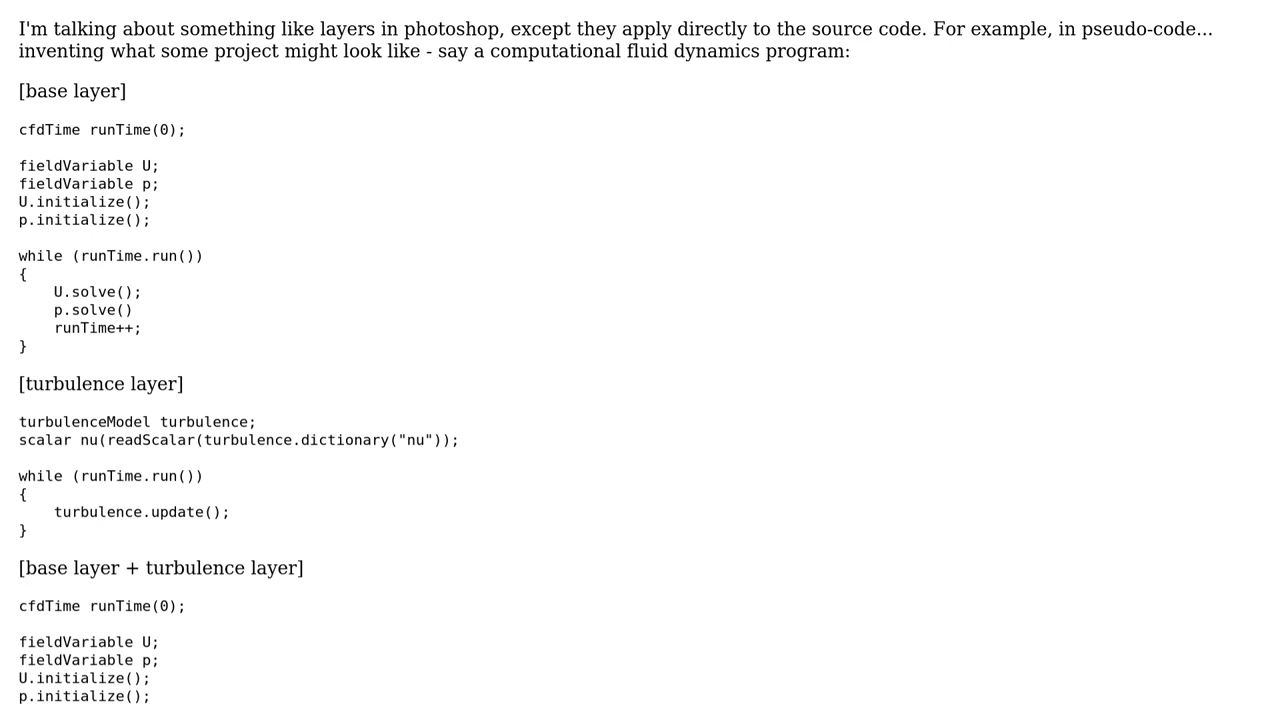 I'm talking about something like layers in photoshop, except they apply directly to the source code. For example, in pseudo-code...
inventing what some project might look like - say a computational fluid dynamics program:
[base layer]
cfdTime runTime(0);
fieldVariable U;
fieldVariable p;
U.initialize();
p.initialize();
while (runTime.run())
{
    U.solve();
    p.solve()
    runTime++;
}
[turbulence layer]
turbulenceModel turbulence;
scalar nu(readScalar(turbulence.dictionary("nu"));
while (runTime.run())
{
    turbulence.update();
}
[base layer + turbulence layer]
cfdTime runTime(0);
fieldVariable U;
fieldVariable p;
U.initialize();
p.initialize();